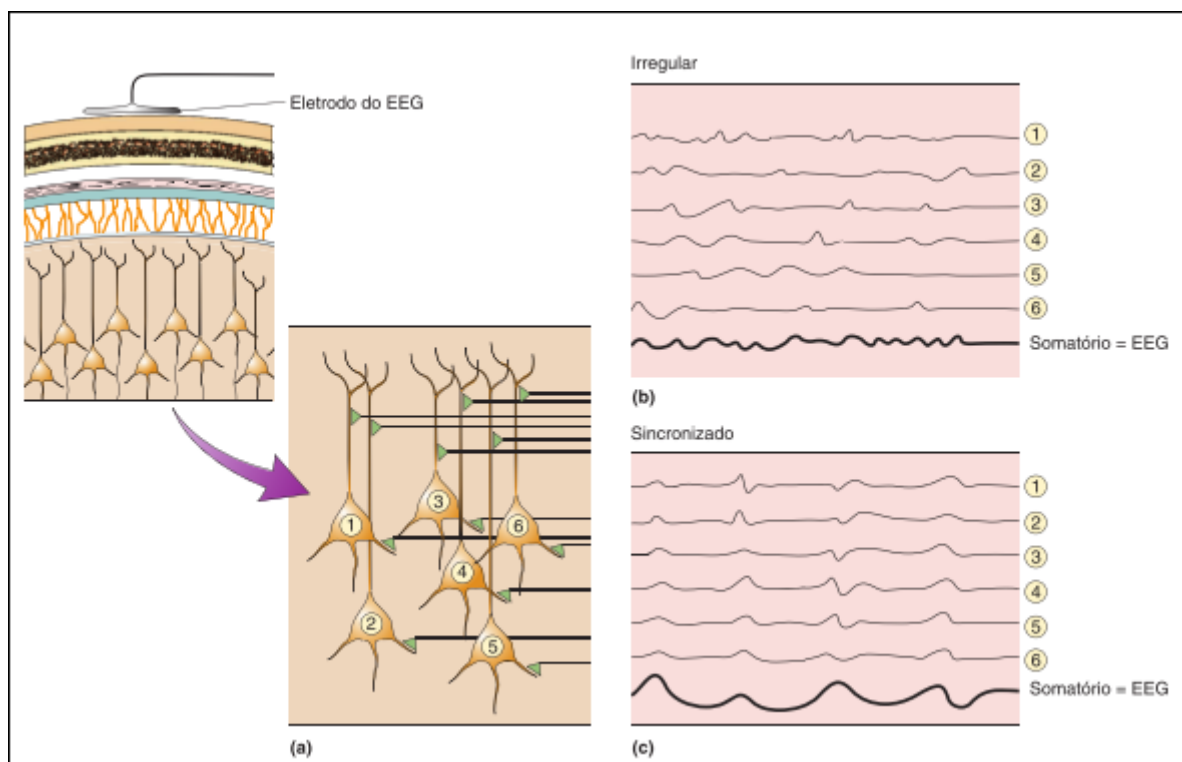 Eletrodo do EEG
1
2
3
4
5
6
(a)
Irregular
1
2
3
4
5
6
Somatório = EEG
(b)
Sincronizado
1
2
3
4
5
6
Somatório = EEG
(c)